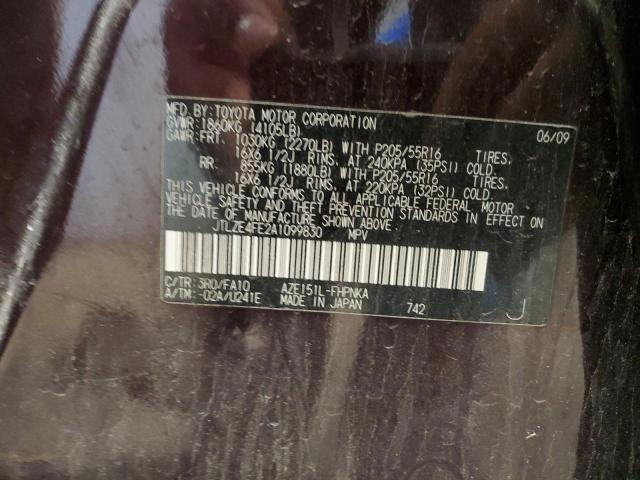 MFD. BY: TOYOTA MOTOR CORPORATION 06/09
GVWR: 1860KG (4105LB)
GAWR: FRT. 1030KG (2270LB) WITH P205/55R16 TIRES.
16X6 1/2J RIMS, AT 240KPA (35PSI) COLD.
RR. 853KG (1880LB) WITH P205/55R16 TIRES.
16X6 1/2J RIMS, AT 220KPA (32PSI) COLD.
THIS VEHICLE CONFORMS TO ALL APPLICABLE FEDERAL MOTOR
VEHICLE SAFETY AND THEFT PREVENTION STANDARDS IN EFFECT ON
THE DATE OF MANUFACTURE SHOWN ABOVE.
JTLZE4FE2A1099830 MPV
C/TR: 3R0/FA10 AZE151L-FHPNKA
A/TM: -02A/U241E MADE IN JAPAN 742 J